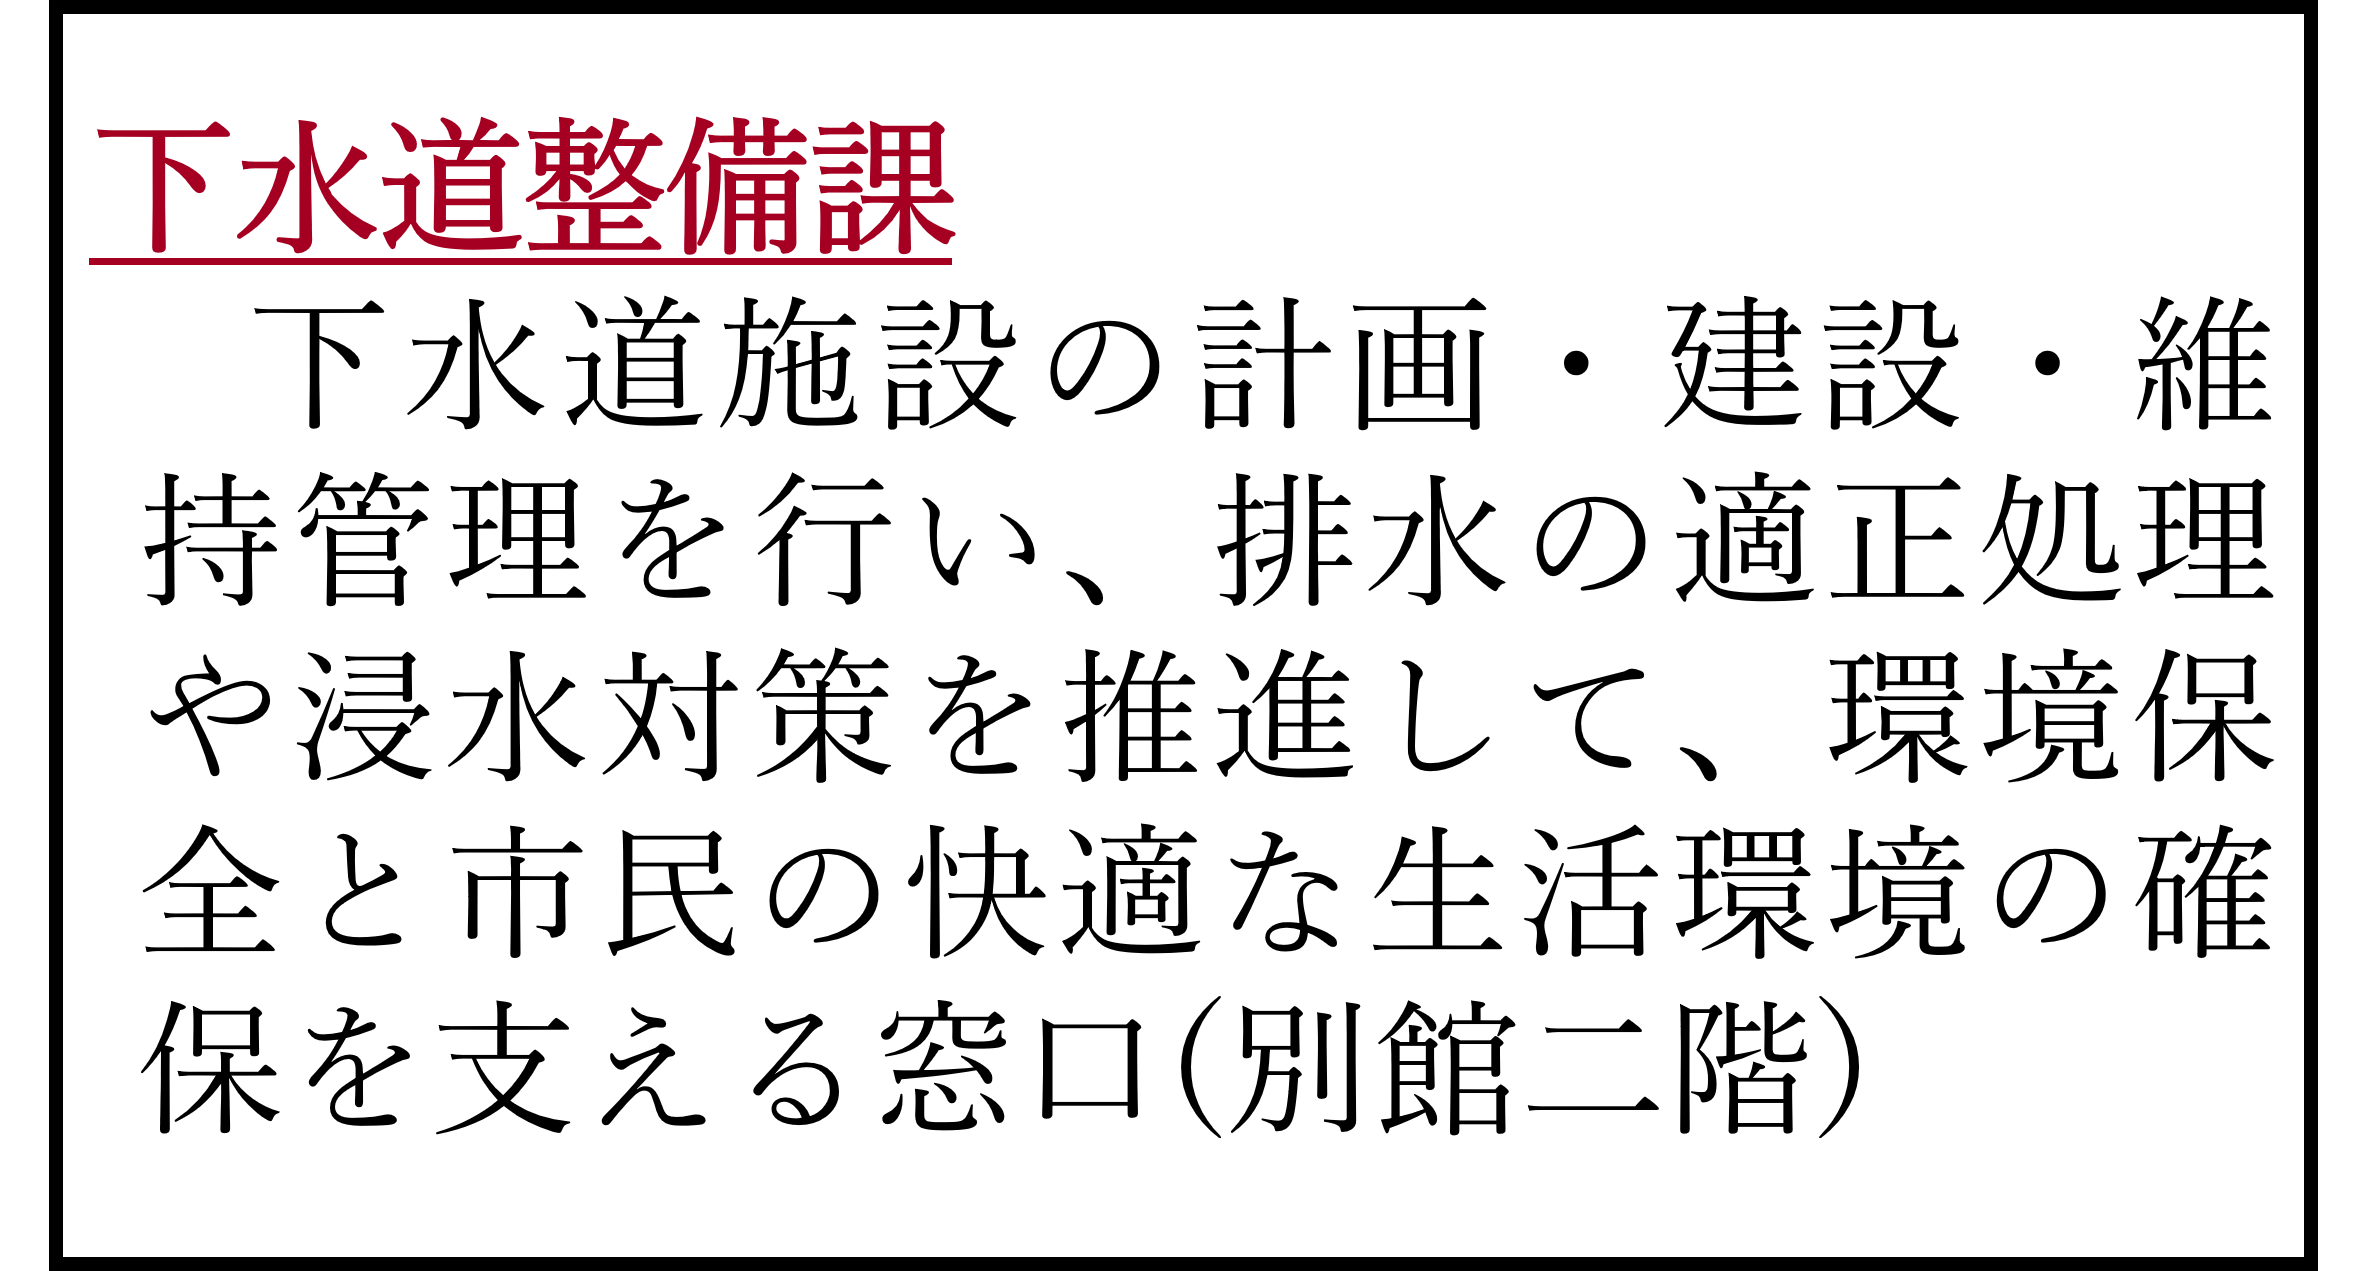 下水道整備課
下水道施設の計画・建設・維
持管理を行い、排水の適正処理
や浸水対策を推進して、環境保
全と市民の快適な生活環境の確
保を支える窓口(別館二階)